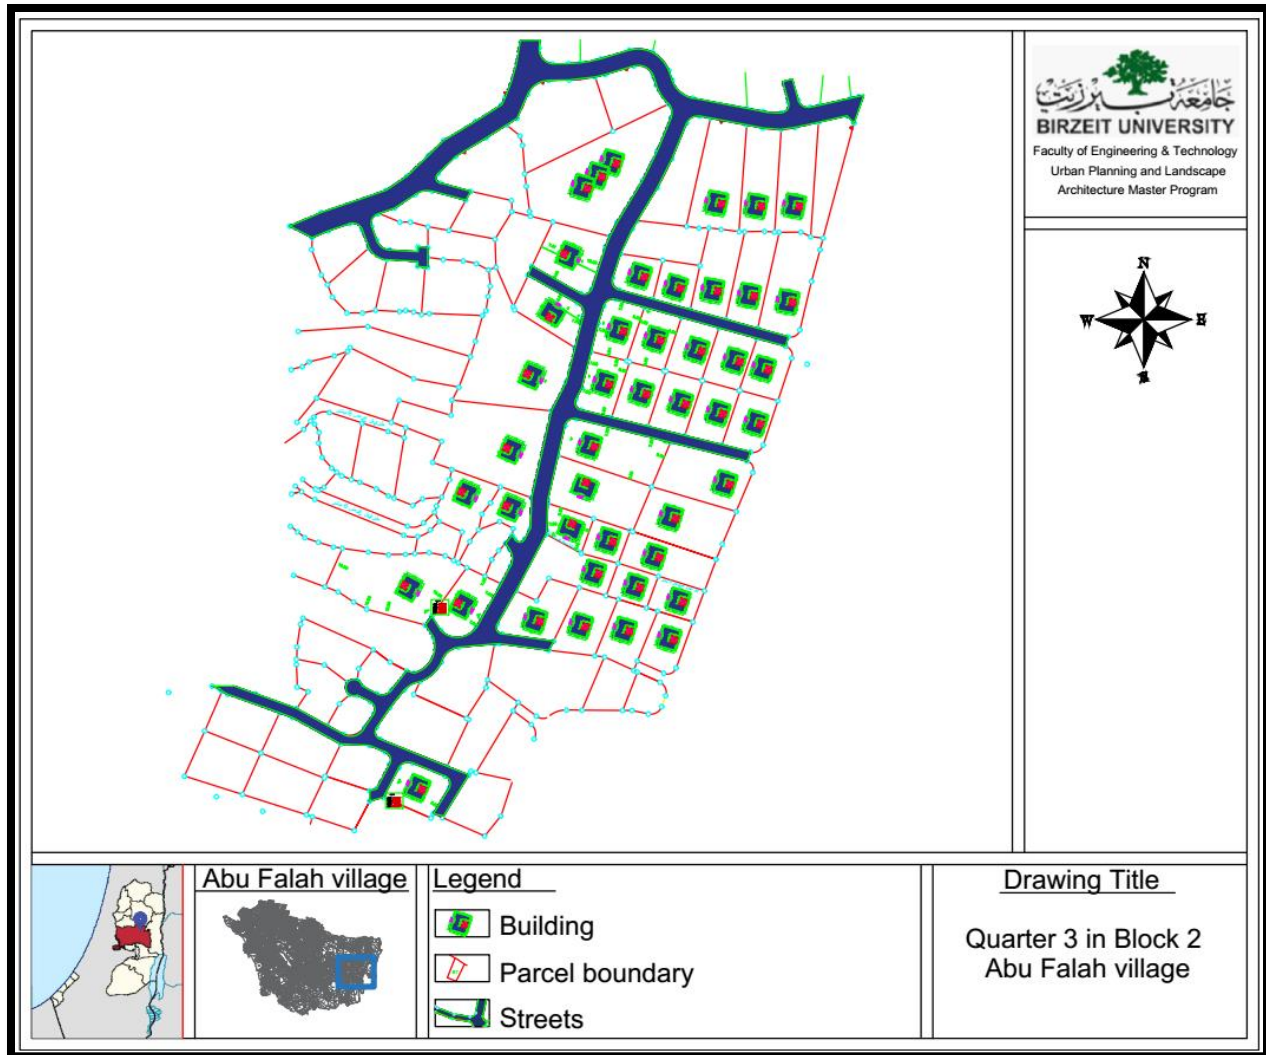 جامعة بيرزيت
BIRZEIT UNIVERSITY
Faculty of Engineering & Technology
Urban Planning and Landscape
Architecture Master Program
N
W
E
Abu Falah village
Legend
Building
Parcel boundary
Streets
Drawing Title
Quarter 3 in Block 2
Abu Falah village